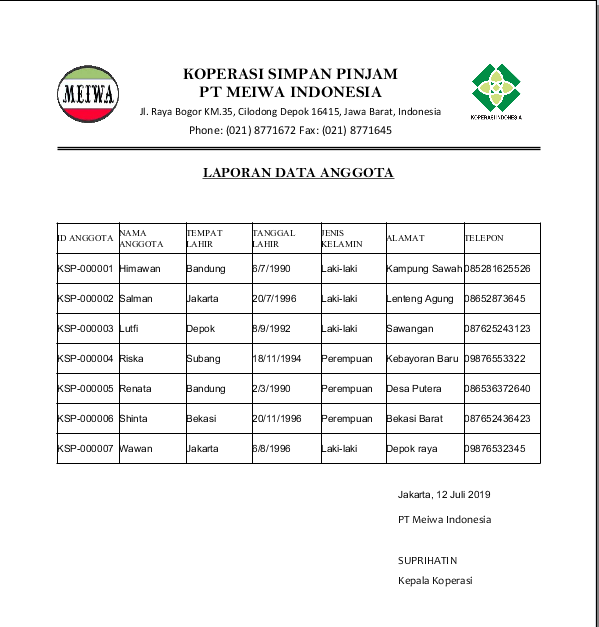 MEIWA
KOPERASI SIMPAN PINJAM
PT MEIWA INDONESIA
Jl. Raya Bogor KM.35, Cilodong Depok 16415, Jawa Barat, Indonesia
Phone: (021) 8771672 Fax: (021) 8771645
KOPERASI INDONESIA
LAPORAN DATA ANGGOTA
ID ANGGOTA NAMA ANGGOTA TEMPAT LAHIR TANGGAL LAHIR JENIS KELAMIN ALAMAT TELEPON
KSP-000001 Himawan Bandung 6/7/1990 Laki-laki Kampung Sawah 085281625526
KSP-000002 Salman Jakarta 20/7/1996 Laki-laki Lenteng Agung 08652873645
KSP-000003 Lutfi Depok 8/9/1992 Laki-laki Sawangan 087625243123
KSP-000004 Riska Subang 18/11/1994 Perempuan Kebayoran Baru 09876553322
KSP-000005 Renata Bandung 2/3/1990 Perempuan Desa Putera 086536372640
KSP-000006 Shinta Bekasi 20/11/1996 Perempuan Bekasi Barat 087652436423
KSP-000007 Wawan Jakarta 6/8/1996 Laki-laki Depok raya 09876532345
Jakarta, 12 Juli 2019
PT Meiwa Indonesia
SUPRIHATIN
Kepala Koperasi